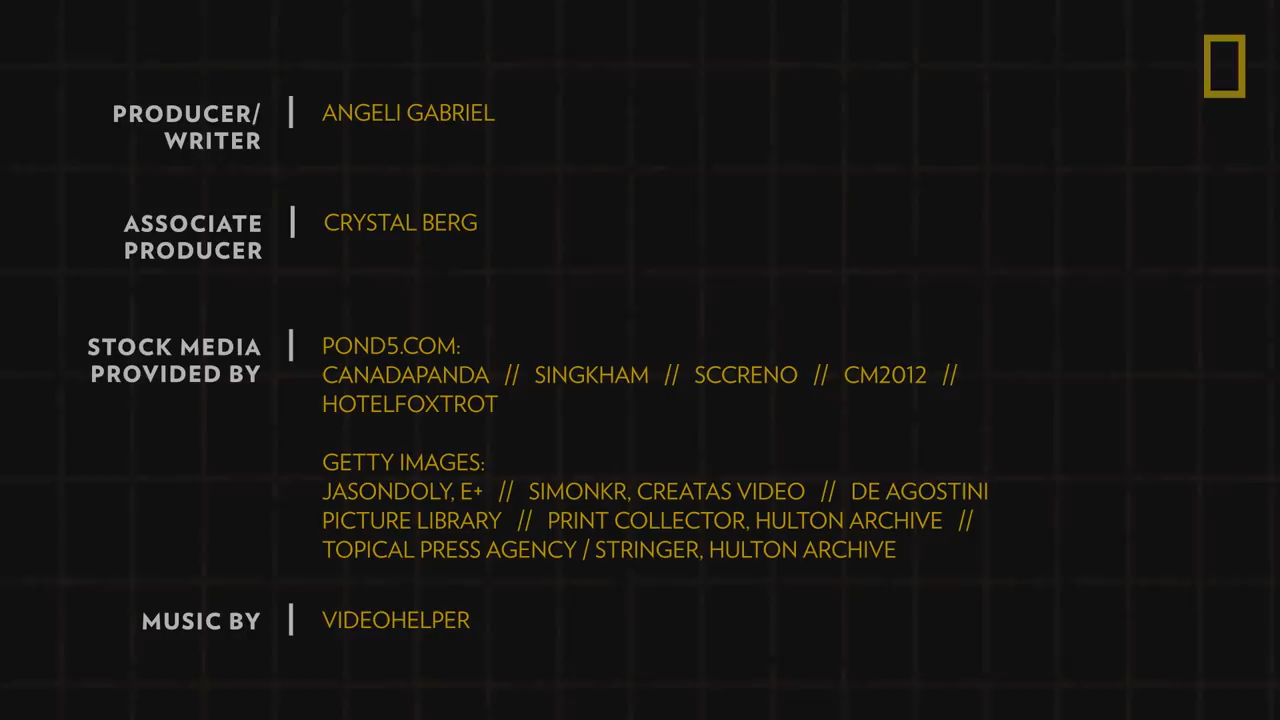 PRODUCER/
WRITER
ANGELI GABRIEL
ASSOCIATE
PRODUCER
CRYSTAL BERG
STOCK MEDIA
PROVIDED BY
POND5.COM:
CANADAPANDA // SINGKHAM // SCCRENO // CM2012 //
HOTELFOXTROT
GETTY IMAGES:
JASONDOLY, E+ // SIMONKR, CREATAS VIDEO // DE AGOSTINI
PICTURE LIBRARY // PRINT COLLECTOR, HULTON ARCHIVE //
TOPICAL PRESS AGENCY / STRINGER, HULTON ARCHIVE
MUSIC BY
VIDEOHELPER